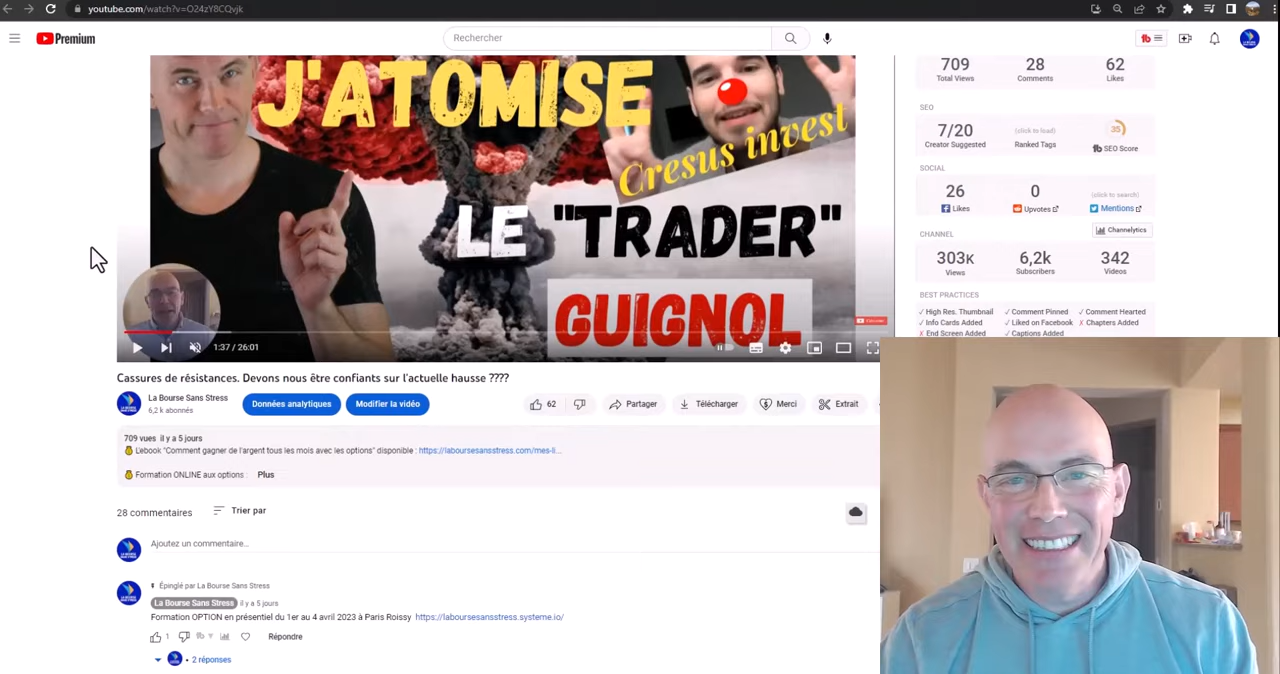 youtube.com/watch?v=O24zY8CQvjk
Premium
Rechercher
J'ATOMISE
Cresus invest
LE "TRADER"
GUIGNOL
1:37 / 26:01
709 28 62
Total Views Comments Likes
SEO
7/20 (click to load) 35
Creator Suggested Ranked Tags SEO Score
SOCIAL
26 0 (click to search)
Likes Upvotes Mentions
CHANNEL Channelytics
303K 6,2k 342
Views Subscribers Videos
BEST PRACTICES
✓ High Res. Thumbnail ✓ Comment Pinned ✓ Comment Hearted
✓ Info Cards Added ✓ Liked on Facebook ✗ Chapters Added
✗ End Screen Added ✓ Captions Added
Cassures de résistances. Devons nous être confiants sur l'actuelle hausse ????
La Bourse Sans Stress
6,2 k abonnés
Données analytiques Modifier la vidéo 62 Partager Télécharger Merci Extrait
709 vues il y a 5 jours
L'ebook "Comment gagner de l'argent tous les mois avec les options" disponible : https://laboursesansstress.com/mes-li...
Formation ONLINE aux options : Plus
28 commentaires Trier par
Ajoutez un commentaire...
Épinglé par La Bourse Sans Stress
La Bourse Sans Stress il y a 5 jours
Formation OPTION en présentiel du 1er au 4 avril 2023 à Paris Roissy https://laboursesansstress.systeme.io/
1 Répondre
2 réponses